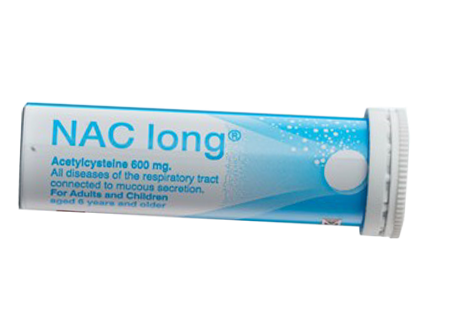 NAC long®
Acetylcysteine 600 mg.
All diseases of the respiratory tract
connected to mucous secretion.
For Adults and Children
aged 6 years and older